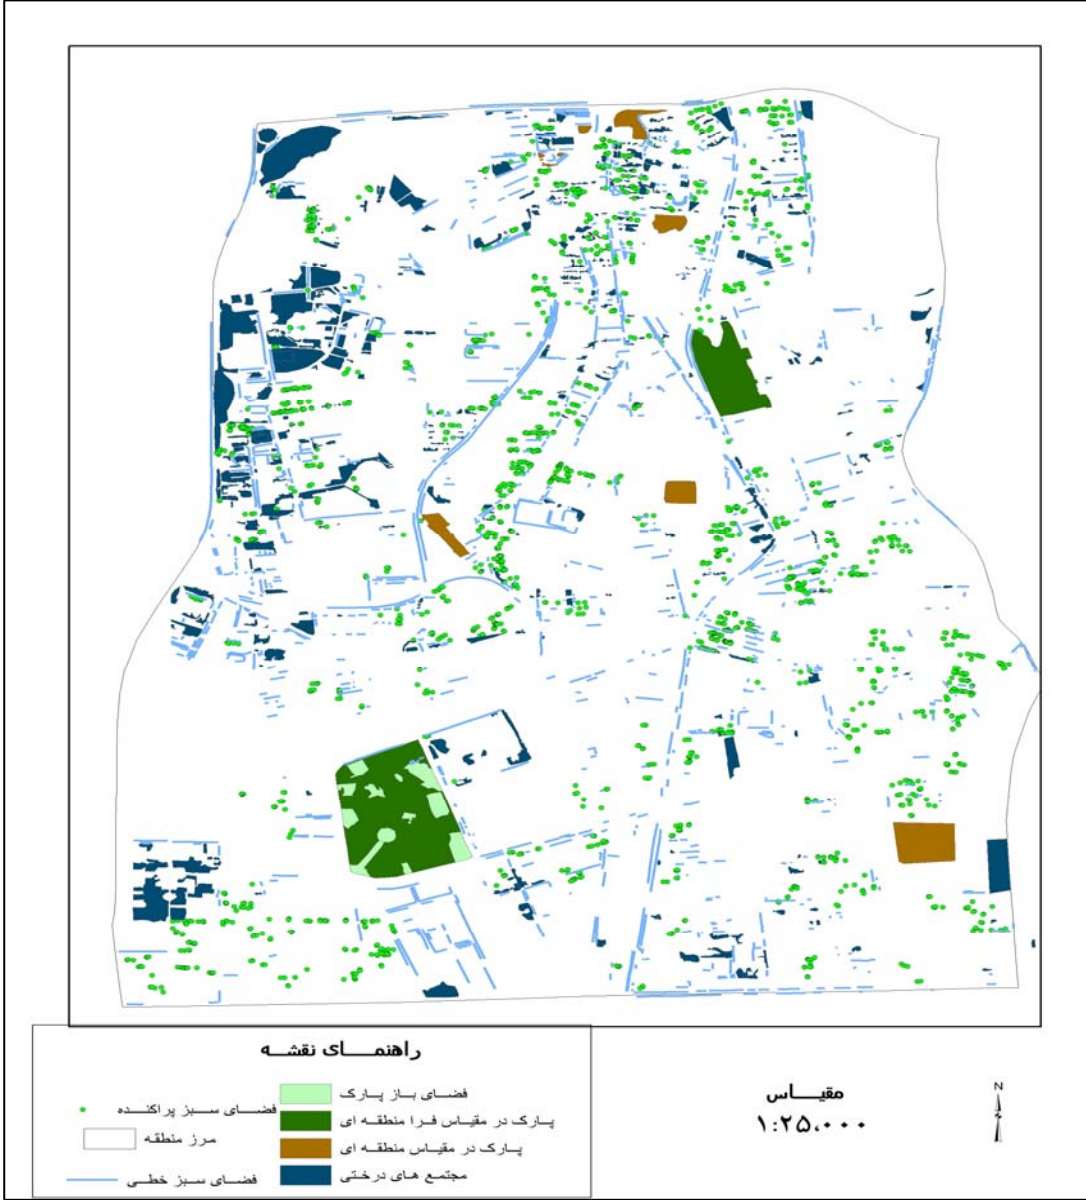 راهنمای نقشه
فضای باز پارک
پارک در مقیاس فرا منطقه ای
پارک در مقیاس منطقه ای
مجتمع های درختی
فضای سبز پراکنده
مرز منطقه
فضای سبز خطی
مقیاس
۱:۲۵،۰۰۰
N